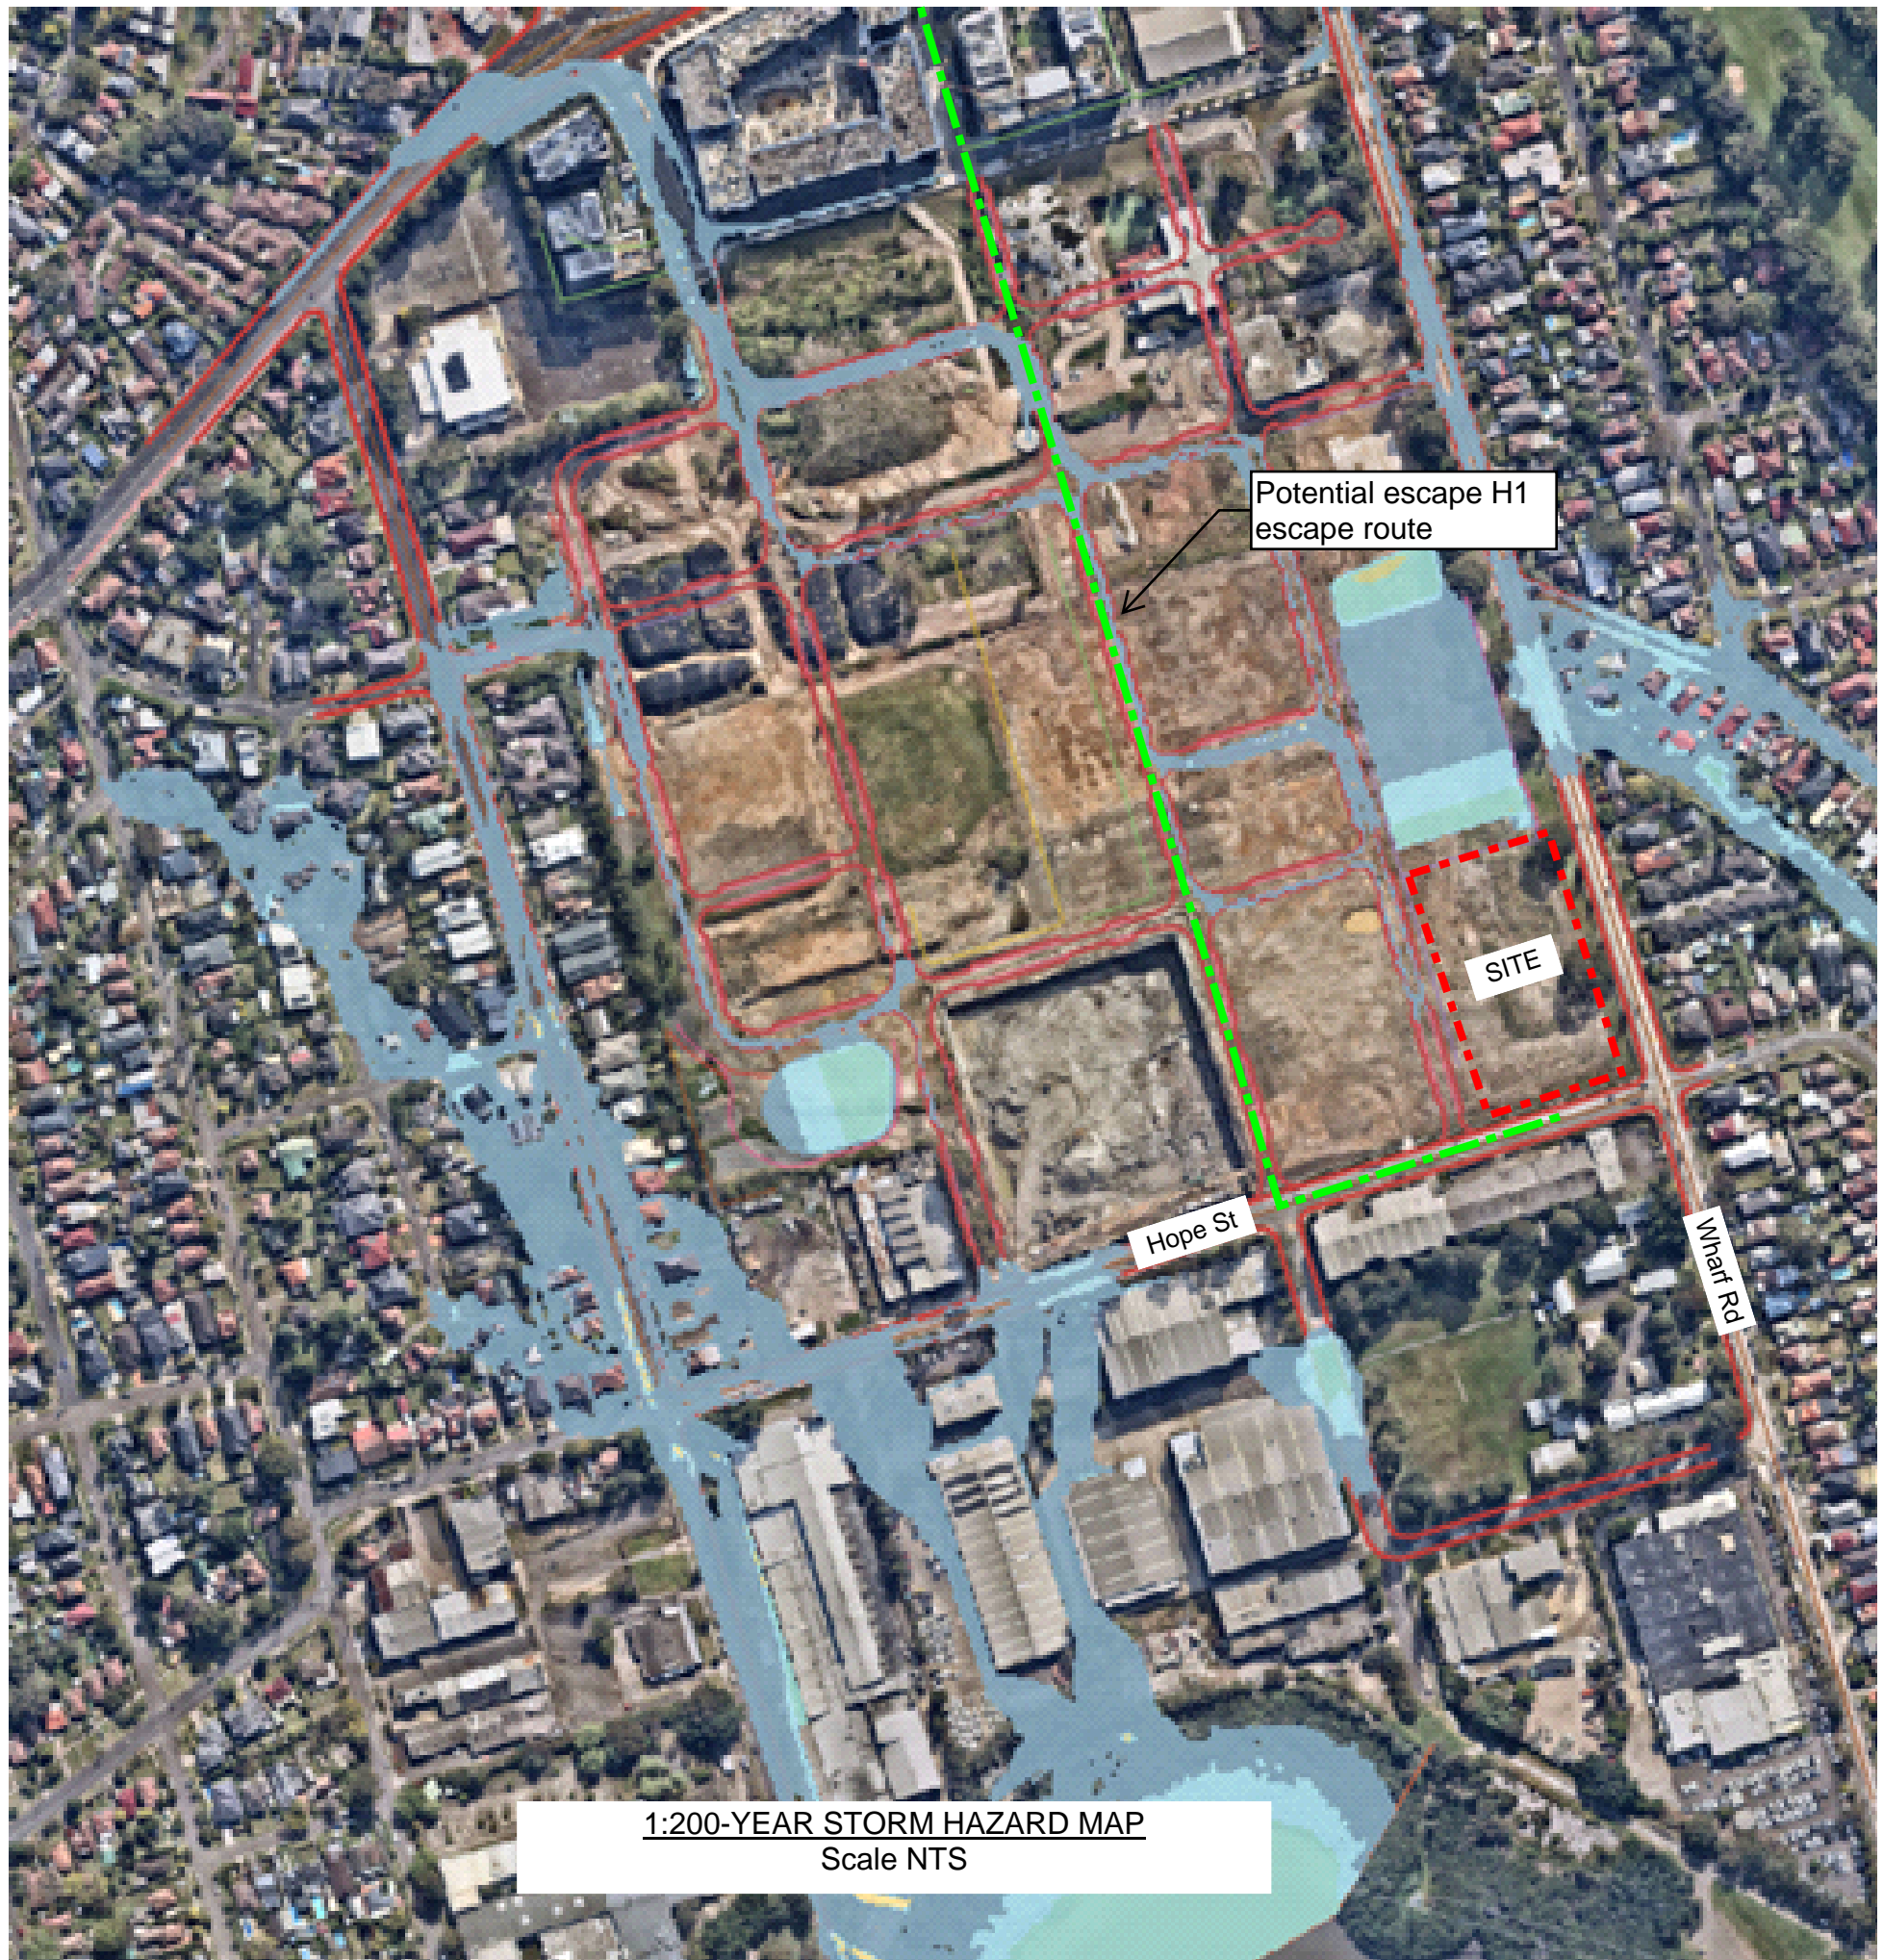 Potential escape H1
escape route
SITE
Hope St
Wharf Rd
1:200-YEAR STORM HAZARD MAP
Scale NTS